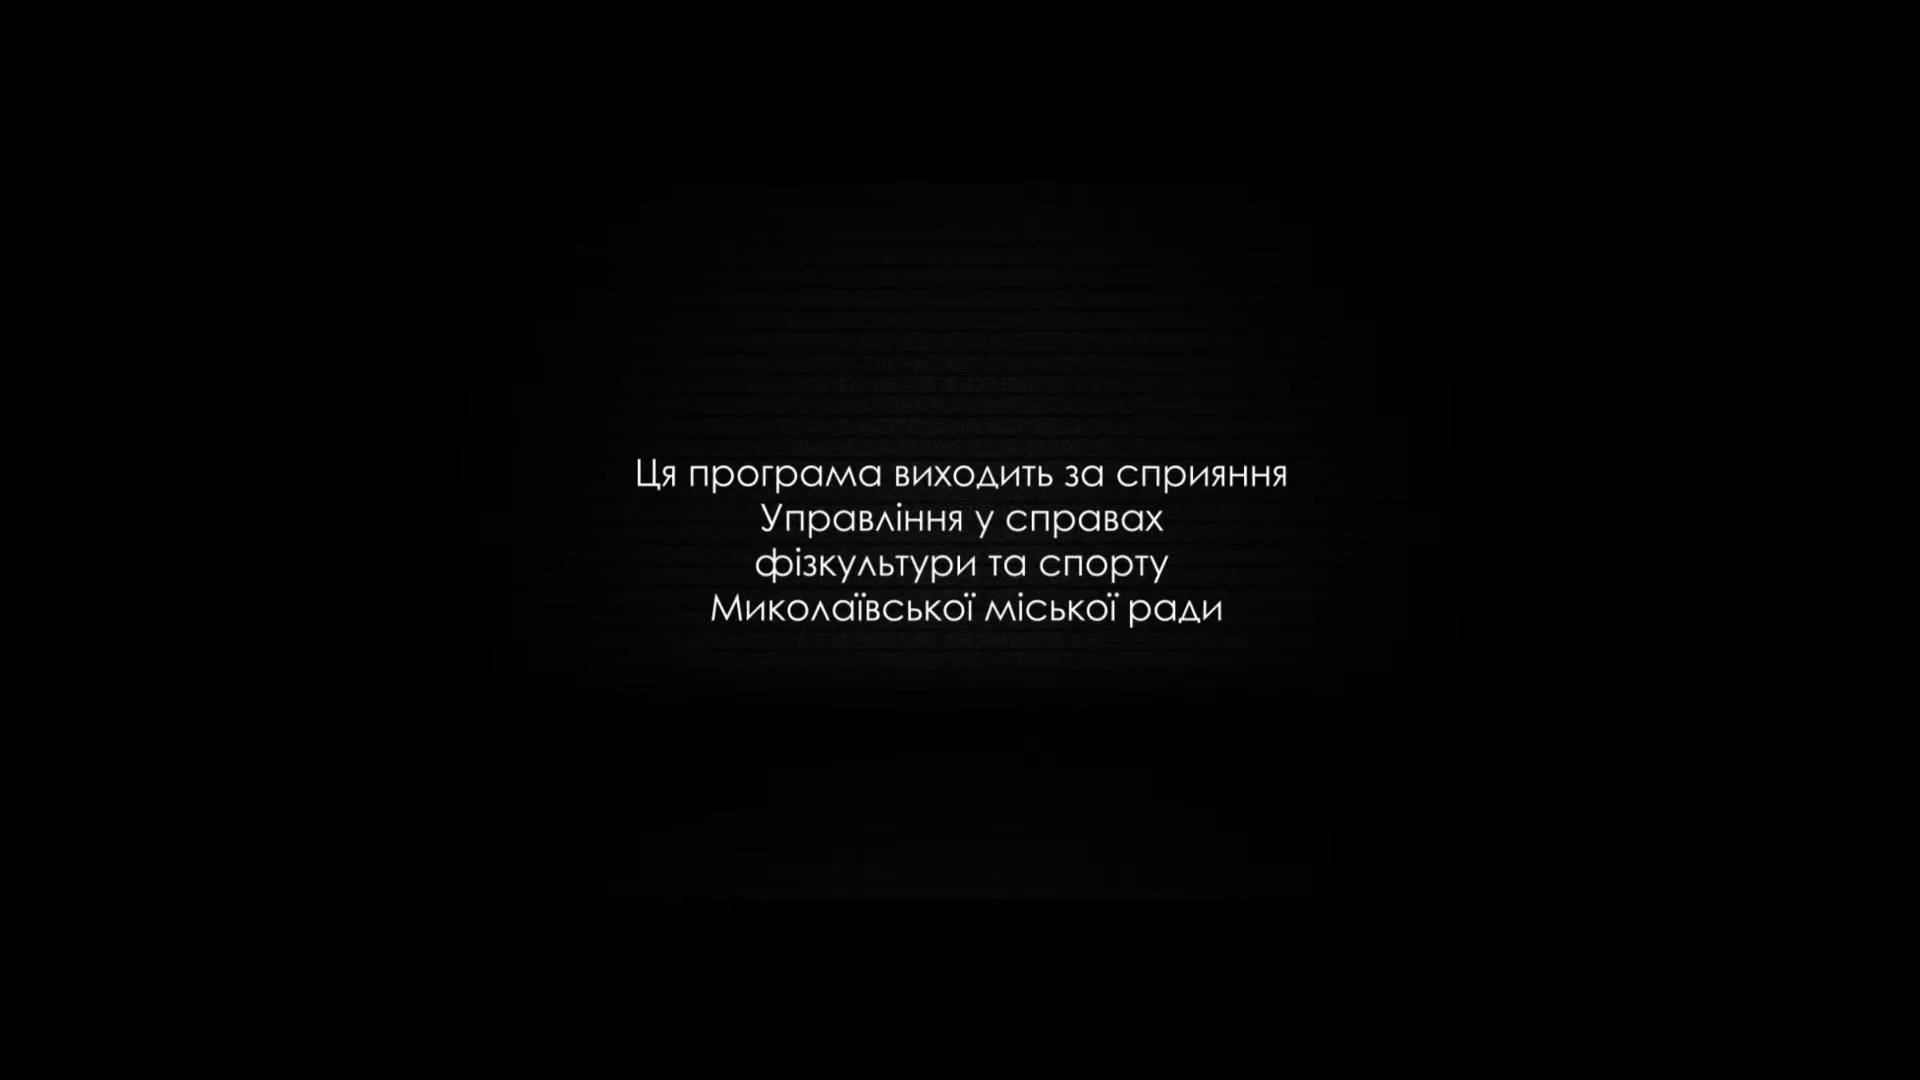 Ця програма виходить за сприяння
Управління у справах
фізкультури та спорту
Миколаївської міської ради